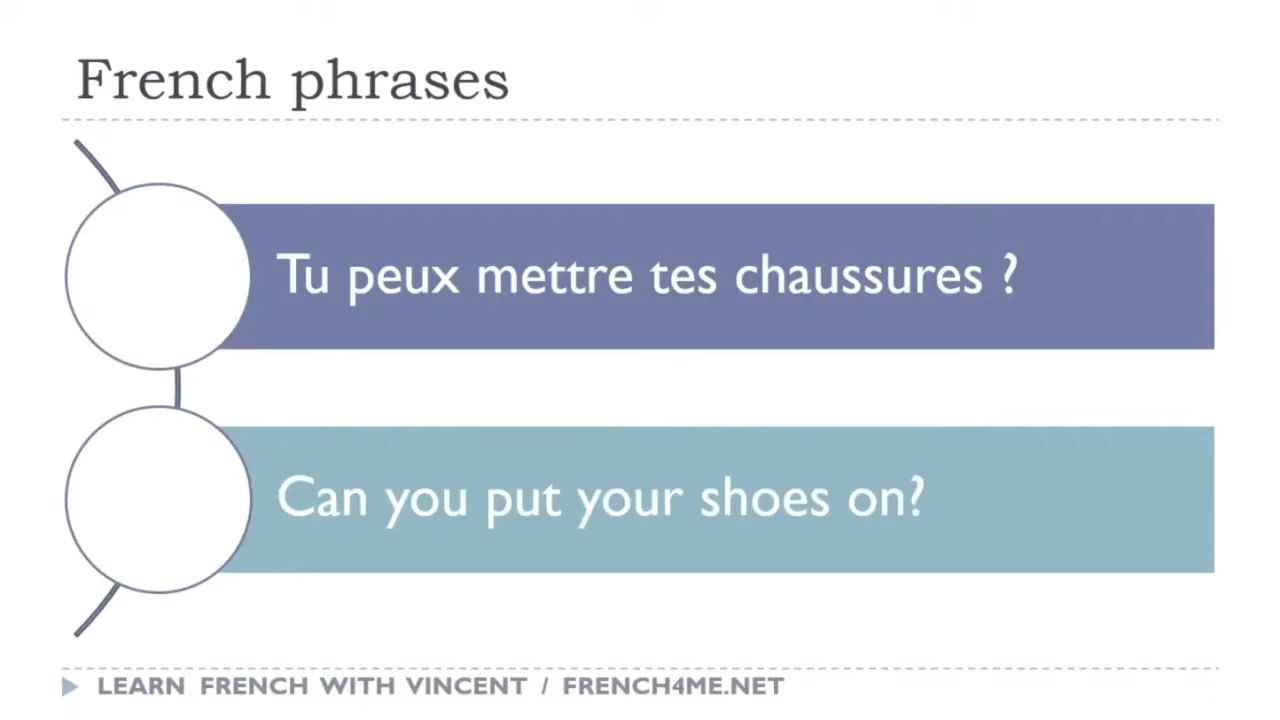 French phrases
Tu peux mettre tes chaussures ?
Can you put your shoes on?
LEARN FRENCH WITH VINCENT / FRENCH4ME.NET